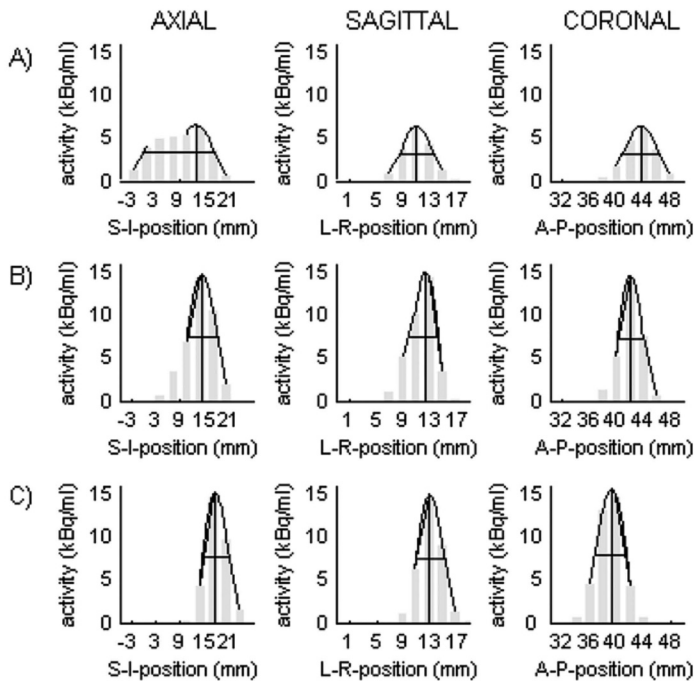 AXIAL SAGITTAL CORONAL
A)
activity (kBq/ml) activity (kBq/ml) activity (kBq/ml)
15 15 15
10 10 10
5 5 5
0 0 0
-3 3 9 15 21 1 5 9 13 17 32 36 40 44 48
S-I-position (mm) L-R-position (mm) A-P-position (mm)
B)
activity (kBq/ml) activity (kBq/ml) activity (kBq/ml)
15 15 15
10 10 10
5 5 5
0 0 0
-3 3 9 15 21 1 5 9 13 17 32 36 40 44 48
S-I-position (mm) L-R-position (mm) A-P-position (mm)
C)
activity (kBq/ml) activity (kBq/ml) activity (kBq/ml)
15 15 15
10 10 10
5 5 5
0 0 0
-3 3 9 15 21 1 5 9 13 17 32 36 40 44 48
S-I-position (mm) L-R-position (mm) A-P-position (mm)